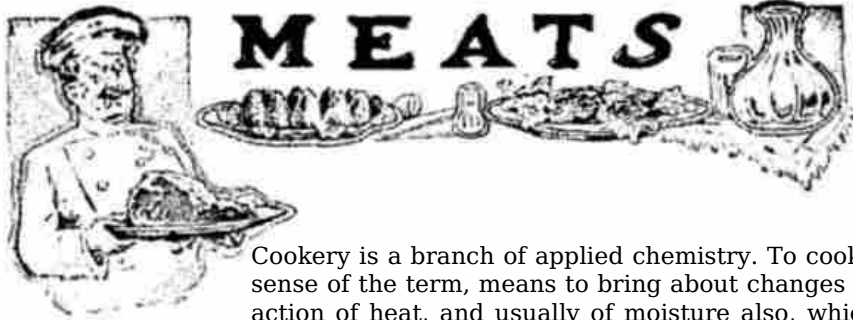 MEATS
Cookery is a branch of applied chemistry. To cook
sense of the term, means to bring about changes
action of heat, and usually of moisture also,